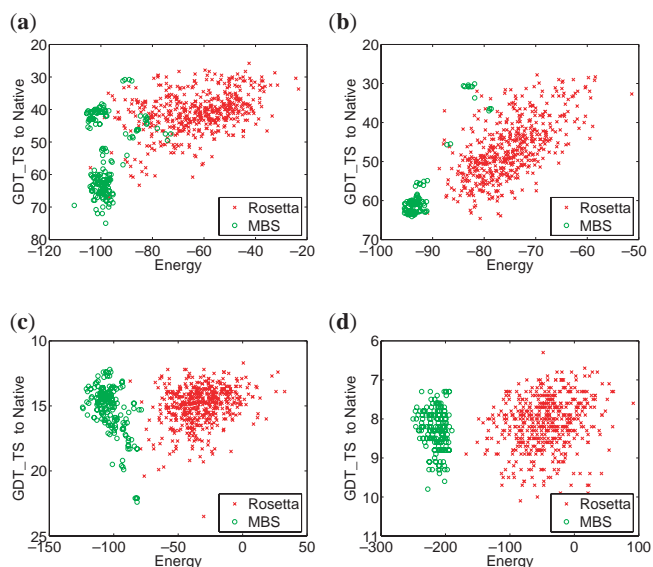 (a)
20
30
40
50
60
70
80
GDT_TS to Native
−120 −100 −80 −60 −40 −20
Energy
Rosetta
MBS
(b)
20
30
40
50
60
70
GDT_TS to Native
−100 −90 −80 −70 −60 −50
Energy
Rosetta
MBS
(c)
10
15
20
25
GDT_TS to Native
−150 −100 −50 0 50
Energy
Rosetta
MBS
(d)
6
7
8
9
10
11
GDT_TS to Native
−300 −200 −100 0 100
Energy
Rosetta
MBS